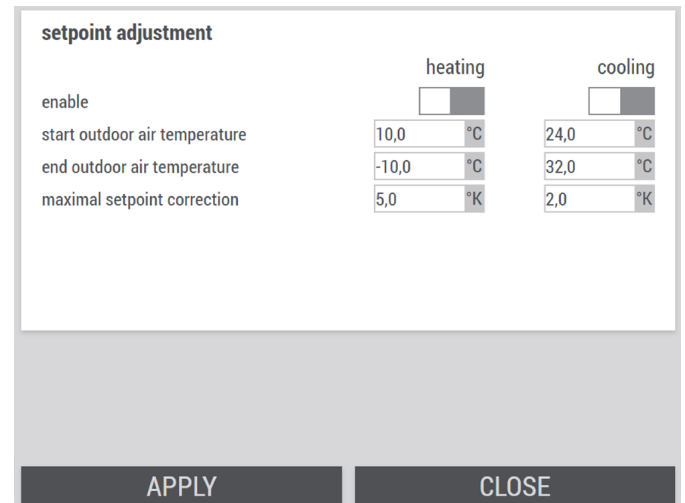 setpoint adjustment
heating cooling
enable
start outdoor air temperature 10,0 °C 24,0 °C
end outdoor air temperature -10,0 °C 32,0 °C
maximal setpoint correction 5,0 °K 2,0 °K
APPLY CLOSE